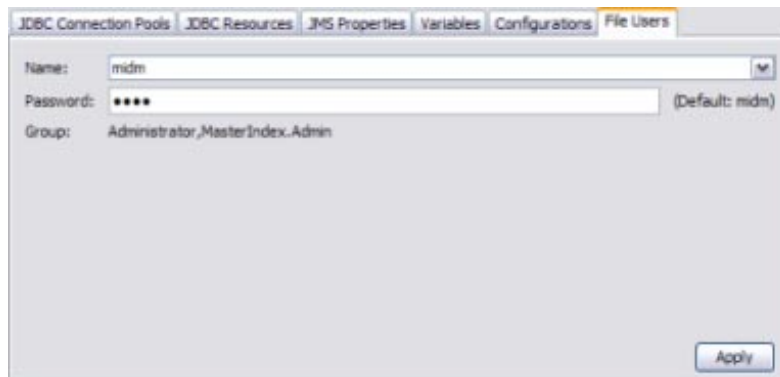 JDBC Connection Pools JDBC Resources JMS Properties Variables Configurations File Users
Name: midm
Password: •••• (Default: midm)
Group: Administrator,MasterIndex.Admin
Apply